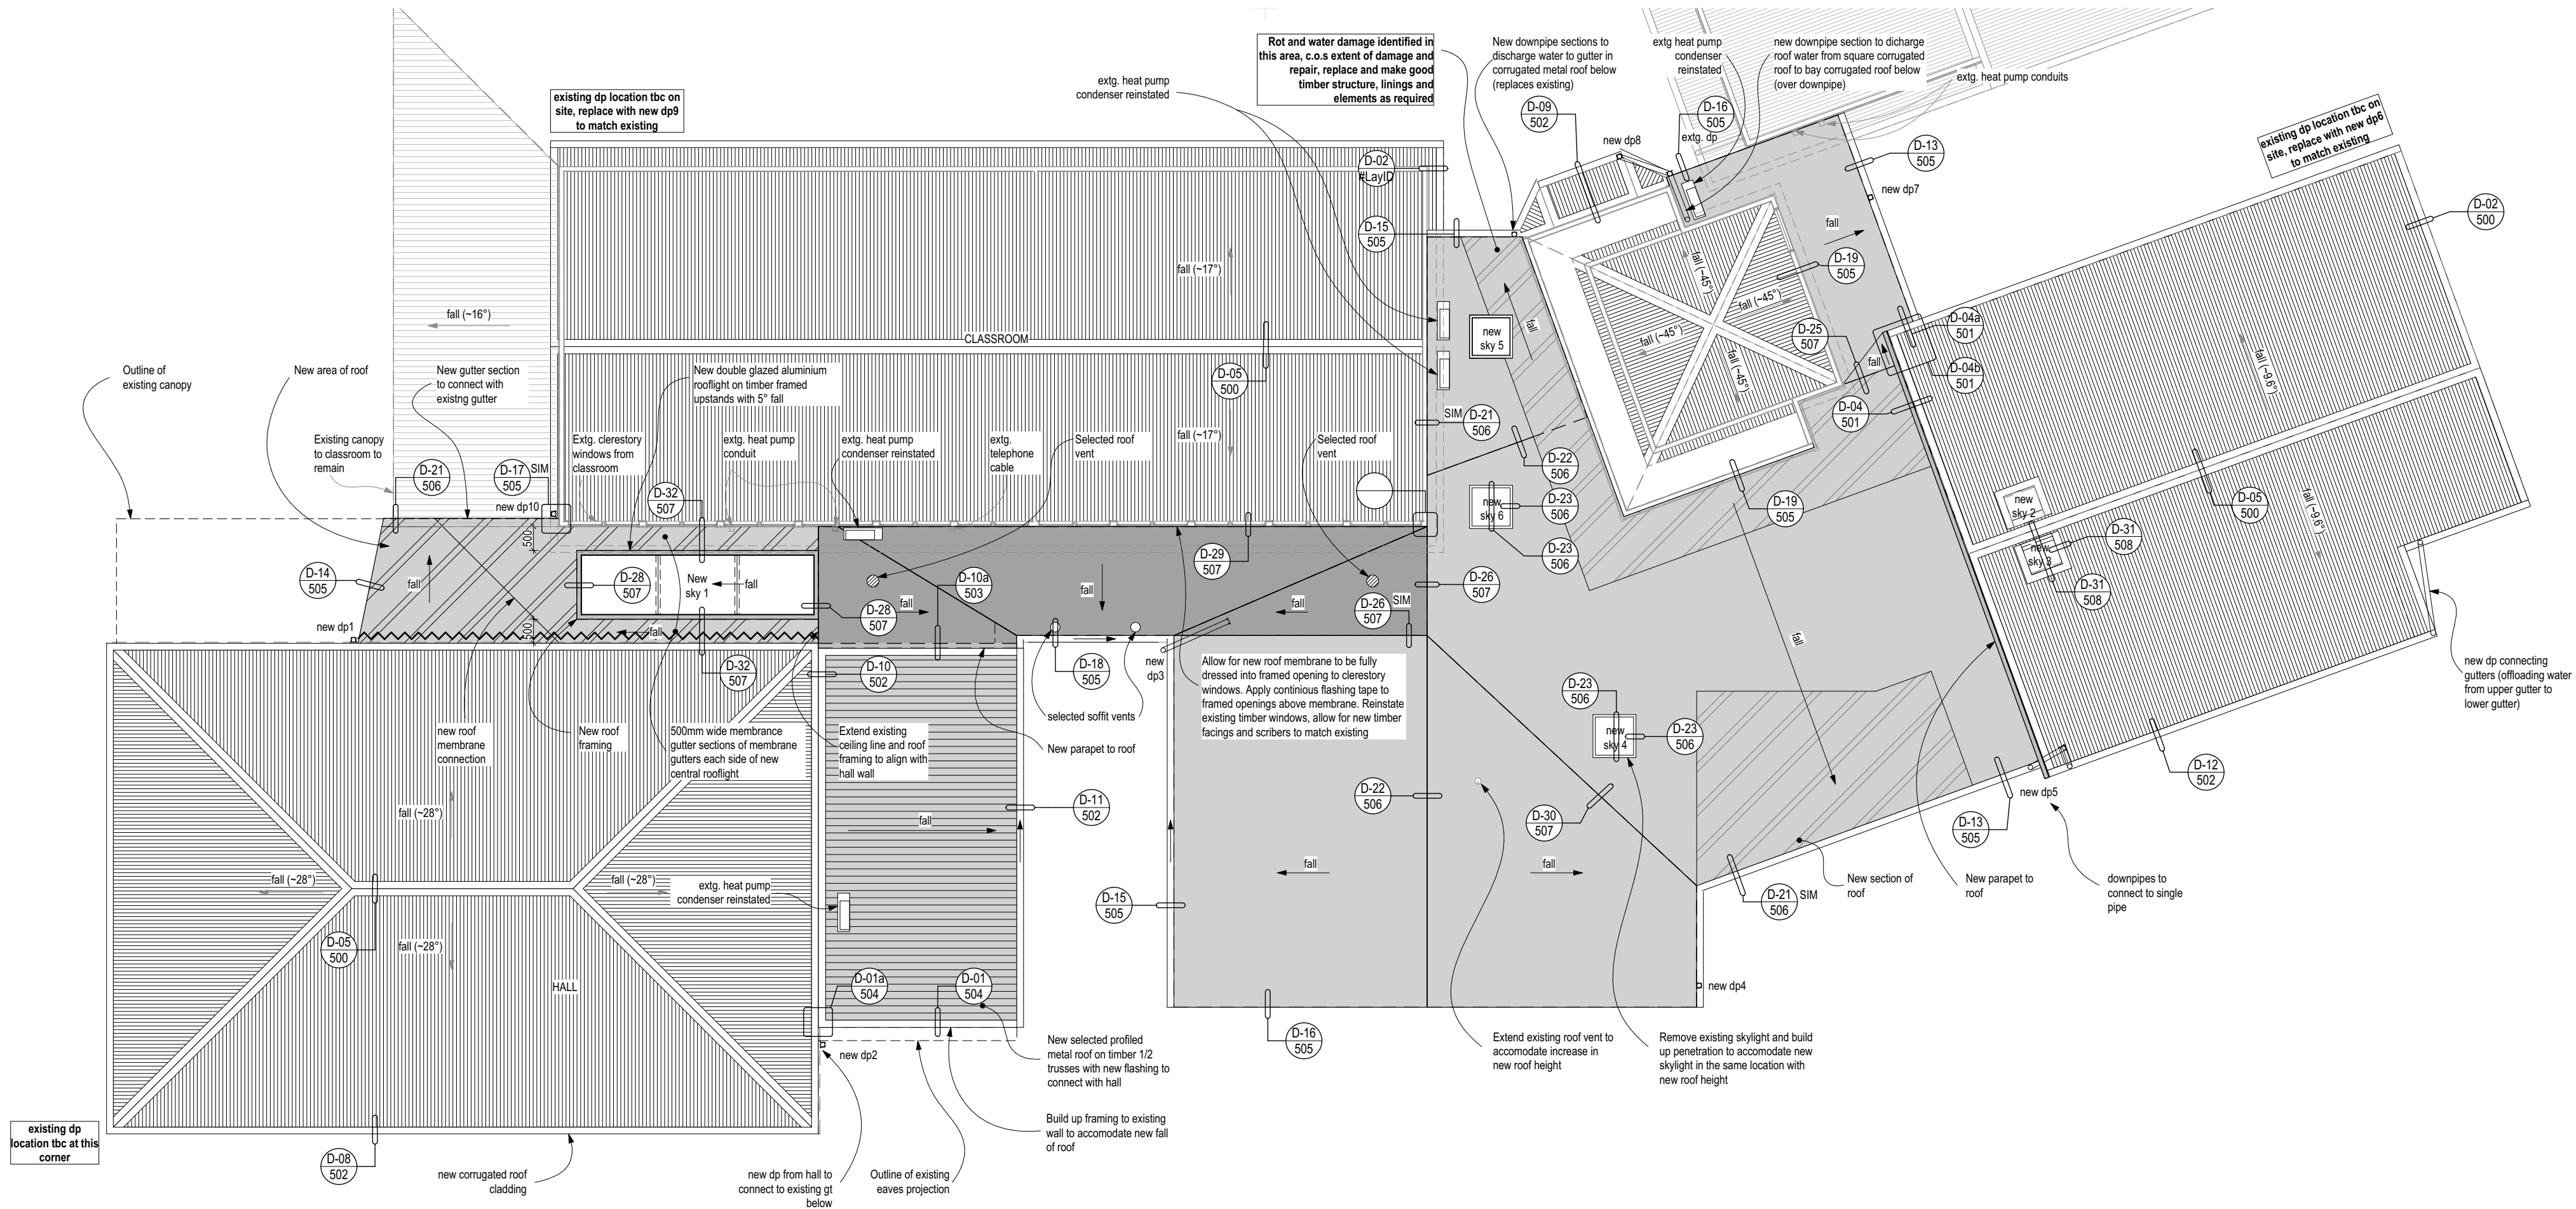 Rot and water damage identified in
this area, c.o.s extent of damage and
repair, replace and make good
timber structure, linings and
elements as required
New downpipe sections to
discharge water to gutter in
corrugated metal roof below
(replaces existing)
extg heat pump
condenser
reinstated
new downpipe section to dicharge
roof water from square corrugated
roof to bay corrugated roof below
(over downpipe)
extg. heat pump conduits
extg. heat pump
condenser reinstated
existing dp location tbc on
site, replace with new dp9
to match existing
existing dp location tbc on
site, replace with new dp6
to match existing
D-09
502
D-16
505
extg. dp
new dp8
D-13
505
new dp7
D-02
#LayID
D-02
500
D-15
505
fall
D-19
505
fall (~17°)
fall (~45°)
fall (~45°)
fall (~45°)
fall (~45°)
fall (~16°)
CLASSROOM
new
sky 5
fall
D-25
507
D-04a
501
fall
D-04b
501
fall (~9.6°)
Outline of
existing canopy
New area of roof
New gutter section
to connect with
existng gutter
New double glazed aluminium
rooflight on timber framed
upstands with 5° fall
D-05
500
D-04
501
SIM
D-21
506
fall (~17°)
Existing canopy
to classroom to
remain
Extg. clerestory
windows from
classroom
extg. heat pump
conduit
extg. heat pump
condenser reinstated
extg.
telephone
cable
Selected roof
vent
Selected roof
vent
D-22
506
D-21
506
D-17
505
SIM
new dp10
D-32
507
new
sky 6
D-23
506
D-19
505
new
sky 2
D-05
500
fall (~9.6°)
500
D-23
506
D-31
508
new
sky 3
D-29
507
D-14
505
fall
D-28
507
New
sky 1
fall
D-10a
503
fall
D-26
507
D-31
508
D-28
507
fall
fall
D-26
507
SIM
new dp1
500
fall
fall
D-32
507
D-10
502
D-18
505
new
dp3
Allow for new roof membrane to be fully
dressed into framed opening to clerestory
windows. Apply continious flashing tape to
framed openings above membrane. Reinstate
existing timber windows, allow for new timber
facings and scribers to match existing
new dp connecting
gutters (offloading water
from upper gutter to
lower gutter)
D-23
506
new
sky 4
D-23
506
selected soffit vents
new roof
membrane
connection
New roof
framing
500mm wide membrance
gutter sections of membrane
gutters each side of new
central rooflight
Extend existing
ceiling line and roof
framing to align with
hall wall
New parapet to roof
D-12
502
D-22
506
new dp5
D-11
502
fall (~28°)
fall
D-30
507
D-13
505
fall
fall
fall (~28°)
fall (~28°)
extg. heat pump
condenser reinstated
D-15
505
D-21
506
SIM
New section of
roof
New parapet to
roof
downpipes to
connect to single
pipe
D-05
500
fall (~28°)
HALL
D-01a
504
D-01
504
new dp4
D-16
505
new dp2
New selected profiled
metal roof on timber 1/2
trusses with new flashing to
connect with hall
Extend existing roof vent to
accomodate increase in
new roof height
Remove existing skylight and build
up penetration to accomodate new
skylight in the same location with
new roof height
existing dp
location tbc at this
corner
D-08
502
Build up framing to existing
wall to accomodate new fall
of roof
new corrugated roof
cladding
new dp from hall to
connect to existing gt
below
Outline of existing
eaves projection